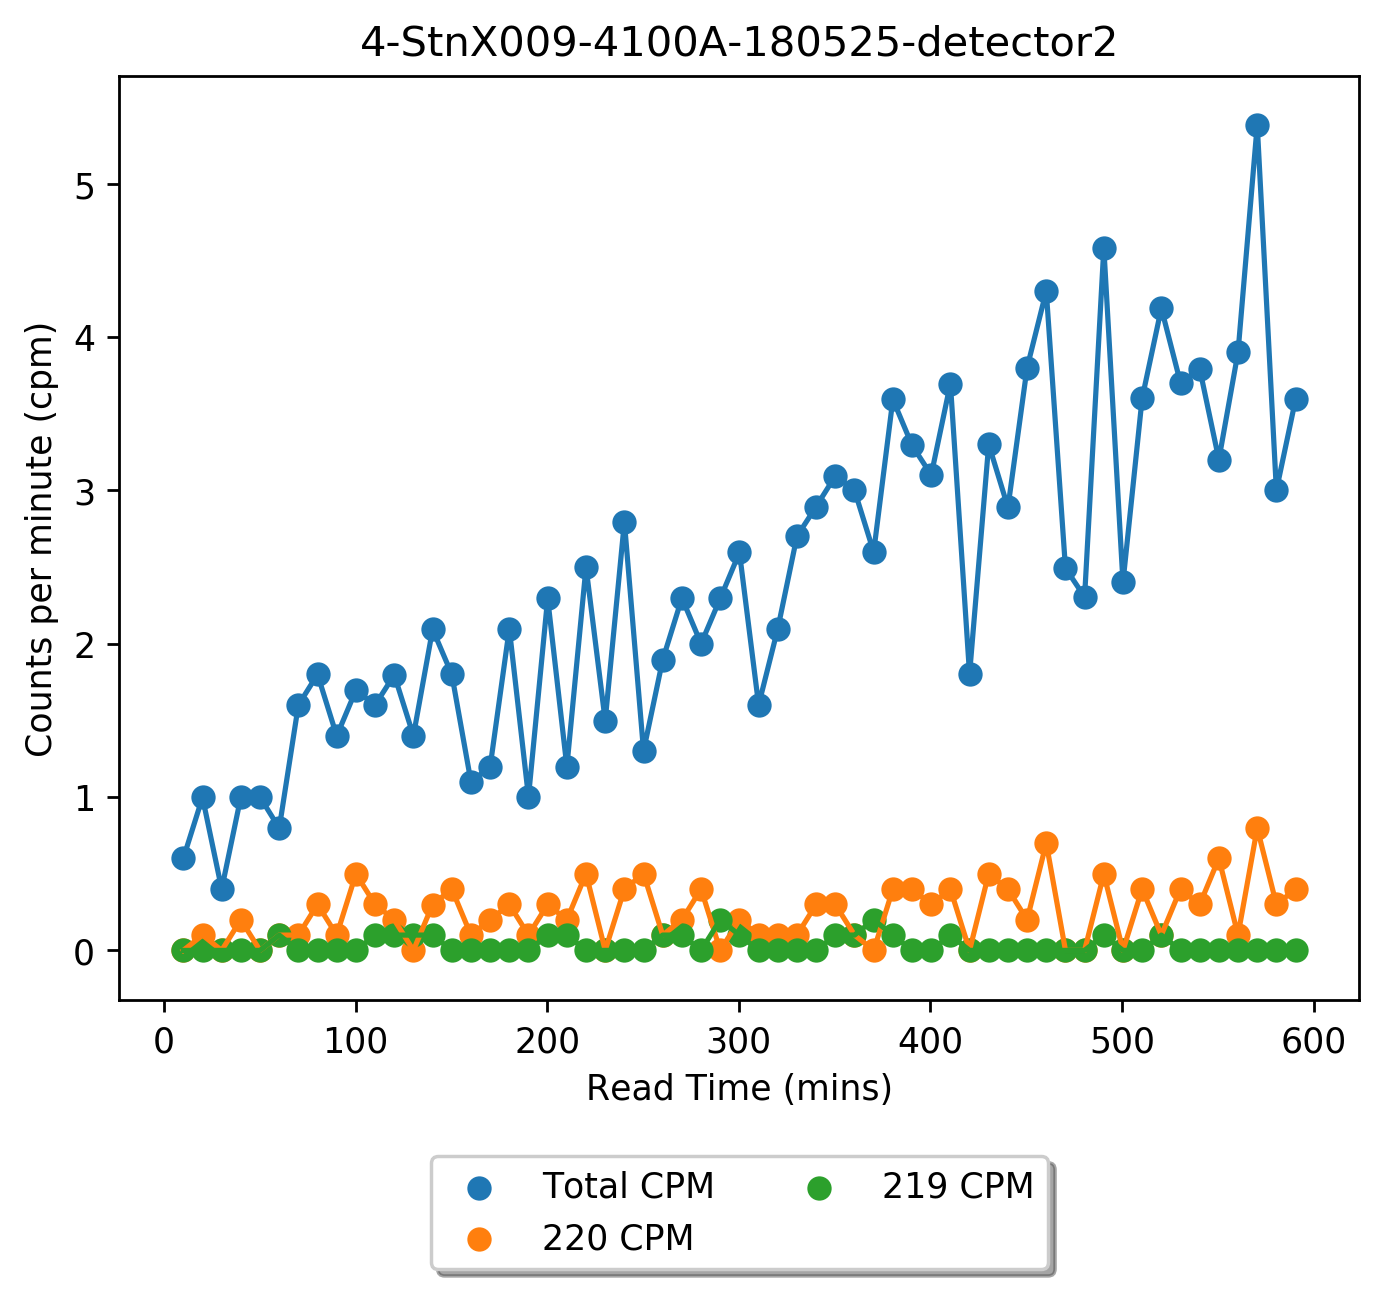 4-StnX009-4100A-180525-detector2
Counts per minute (cpm)
5
4
3
2
1
0
0 100 200 300 400 500 600
Read Time (mins)
Total CPM 219 CPM
220 CPM